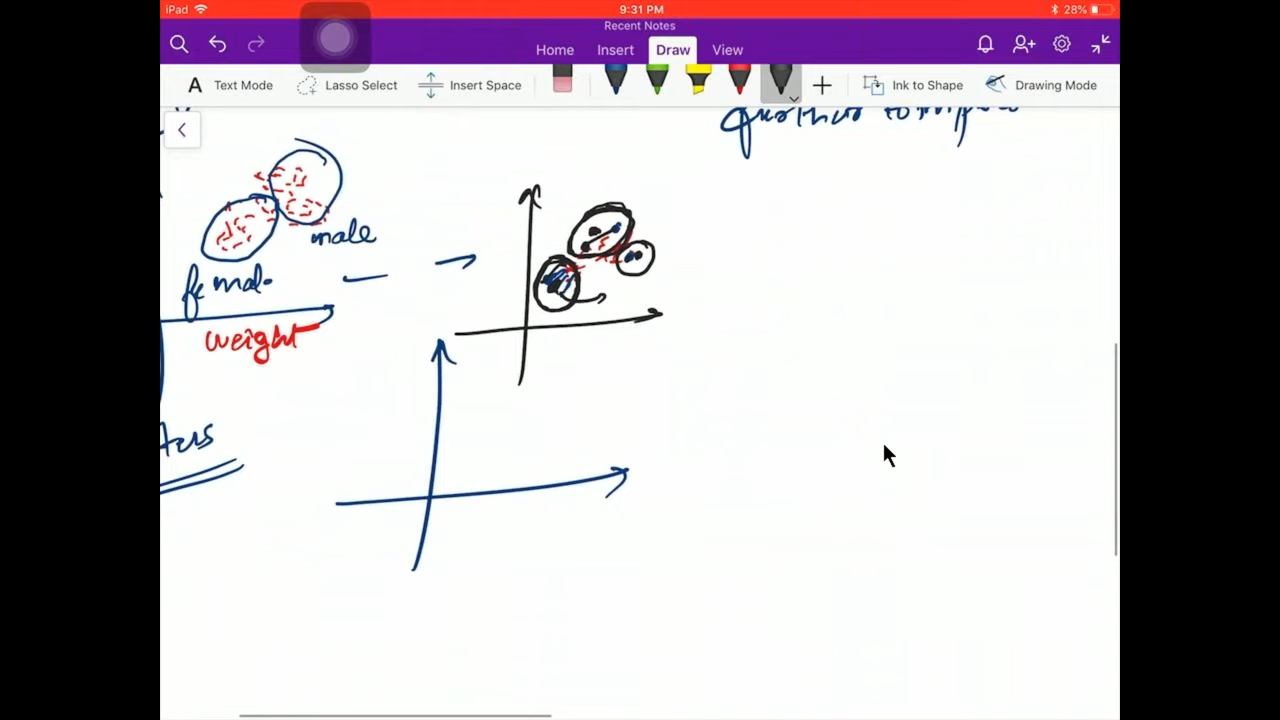 iPad 9:31 PM 28%
Recent Notes
Home Insert Draw View
Text Mode Lasso Select Insert Space Ink to Shape Drawing Mode
male
female
weight